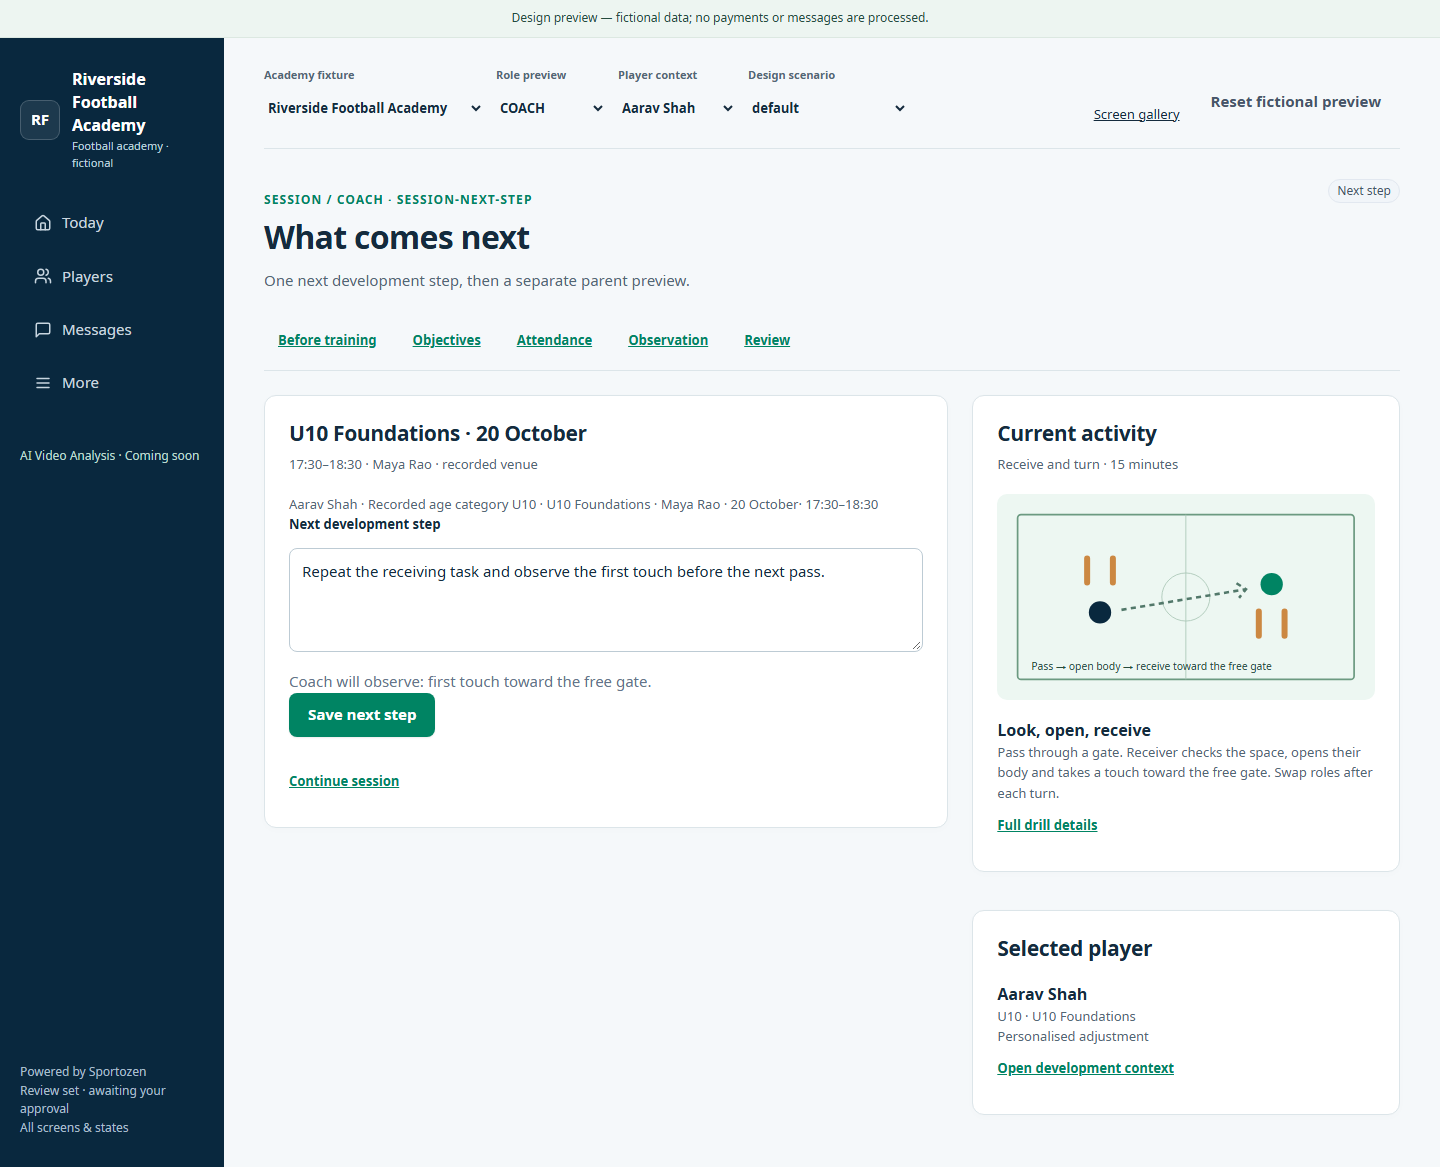 Design preview — fictional data; no payments or messages are processed.
RF
Riverside
Football
Academy
Football academy ·
fictional
Today
Players
Messages
More
AI Video Analysis · Coming soon
Powered by Sportozen
Review set · awaiting your
approval
All screens & states
Academy fixture
Role preview
Player context
Design scenario
Riverside Football Academy
COACH
Aarav Shah
default
Screen gallery
Reset fictional preview
SESSION / COACH · SESSION-NEXT-STEP
Next step
What comes next
One next development step, then a separate parent preview.
Before training
Objectives
Attendance
Observation
Review
U10 Foundations · 20 October
17:30–18:30 · Maya Rao · recorded venue
Aarav Shah · Recorded age category U10 · U10 Foundations · Maya Rao · 20 October· 17:30–18:30
Next development step
Repeat the receiving task and observe the first touch before the next pass.
Coach will observe: first touch toward the free gate.
Save next step
Continue session
Current activity
Receive and turn · 15 minutes
Pass → open body → receive toward the free gate
Look, open, receive
Pass through a gate. Receiver checks the space, opens their
body and takes a touch toward the free gate. Swap roles after
each turn.
Full drill details
Selected player
Aarav Shah
U10 · U10 Foundations
Personalised adjustment
Open development context